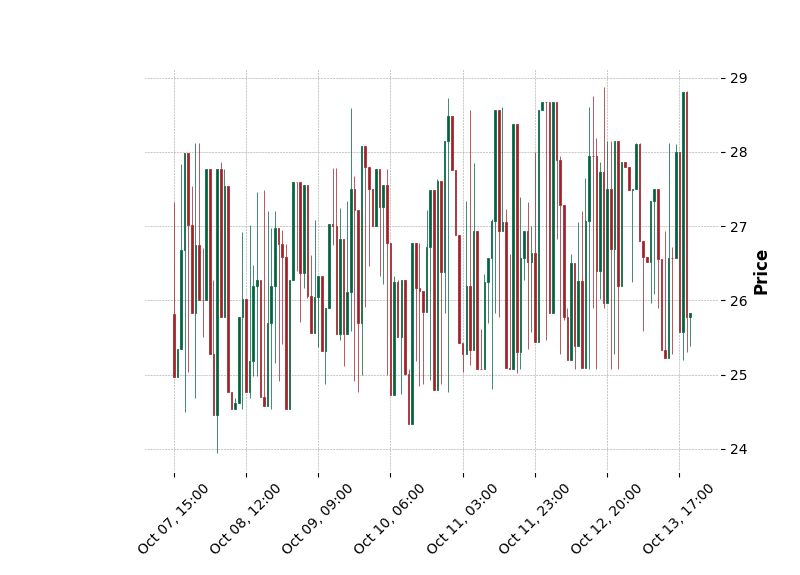 29
28
27
26
25
24
Price
Oct 07, 15:00
Oct 08, 12:00
Oct 09, 09:00
Oct 10, 06:00
Oct 11, 03:00
Oct 11, 23:00
Oct 12, 20:00
Oct 13, 17:00